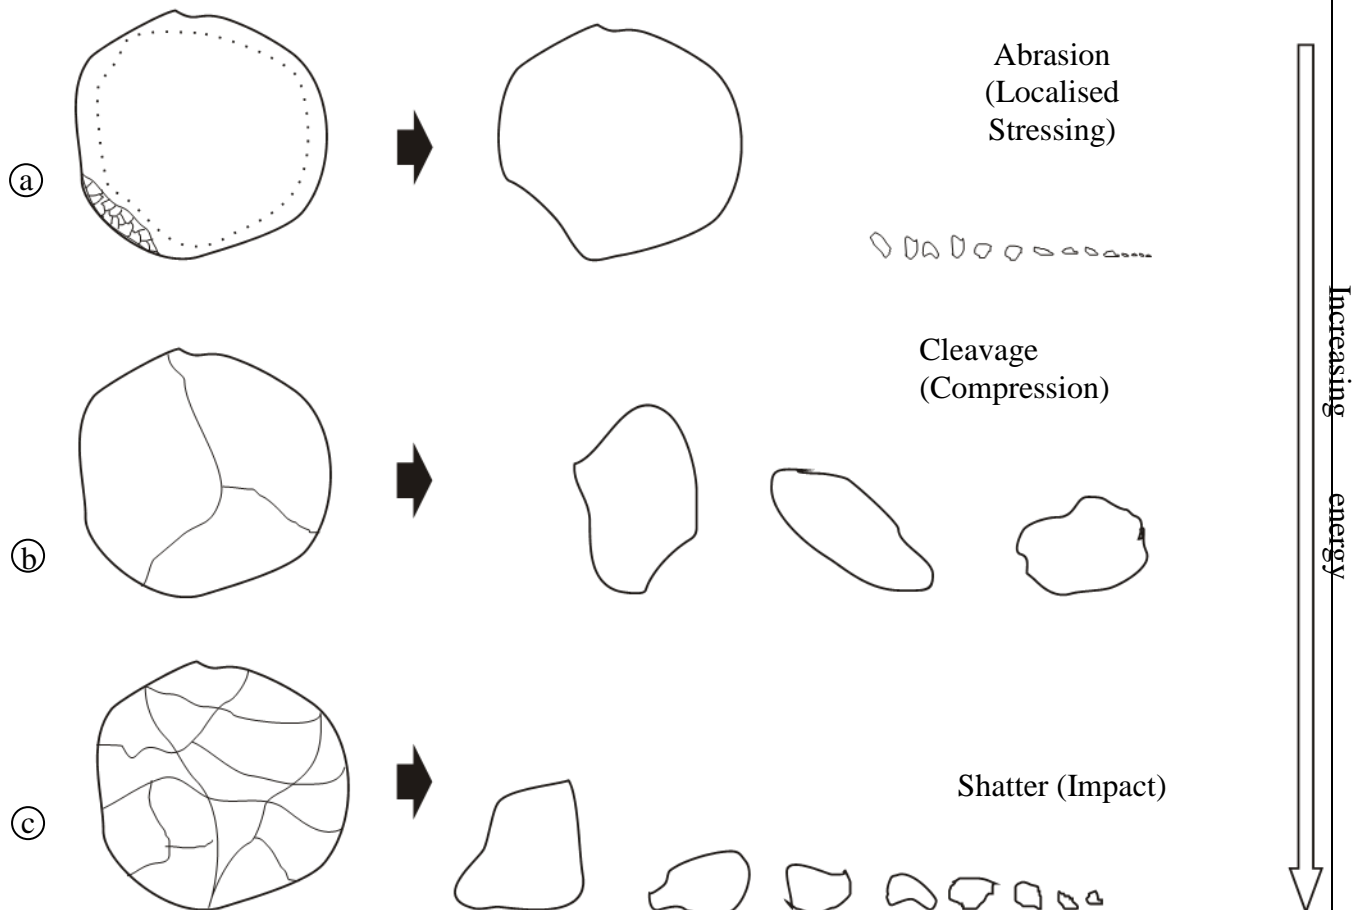 Abrasion
(Localised
Stressing)
a
Cleavage
(Compression)
b
Shatter (Impact)
c
Increasing energy